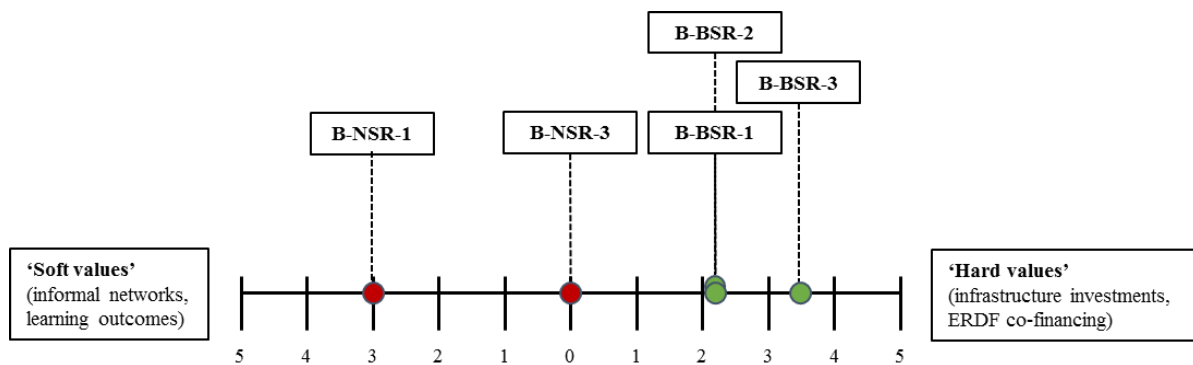 B-BSR-2
B-BSR-3
B-NSR-1
B-NSR-3
B-BSR-1
‘Soft values’
(informal networks,
learning outcomes)
‘Hard values’
(infrastructure investments,
ERDF co-financing)
5 4 3 2 1 0 1 2 3 4 5